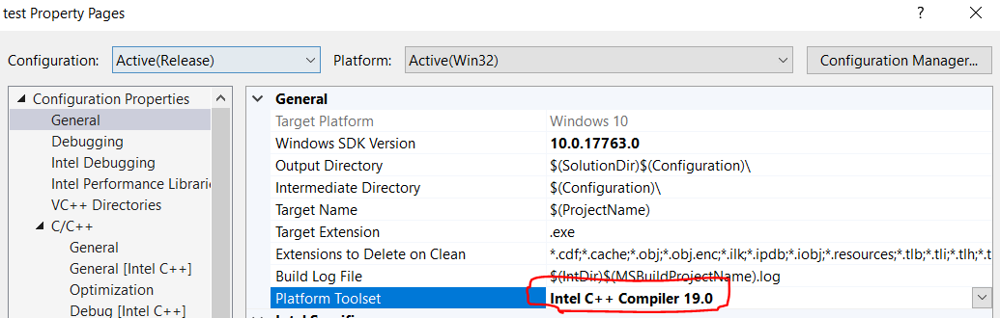 test Property Pages
? ×
Configuration: Active(Release) Platform: Active(Win32) Configuration Manager...
Configuration Properties
General
Debugging
Intel Debugging
Intel Performance Librari
VC++ Directories
C/C++
General
General [Intel C++]
Optimization
Debug [Intel C++]
General
Target Platform Windows 10
Windows SDK Version 10.0.17763.0
Output Directory $(SolutionDir)$(Configuration)\
Intermediate Directory $(Configuration)\
Target Name $(ProjectName)
Target Extension .exe
Extensions to Delete on Clean *.cdf;*.cache;*.obj;*.obj.enc;*.ilk;*.ipdb;*.iobj;*.resources;*.tlb;*.tli;*.tlh;*.t
Build Log File $(IntDir)$(MSBuildProjectName).log
Platform Toolset Intel C++ Compiler 19.0